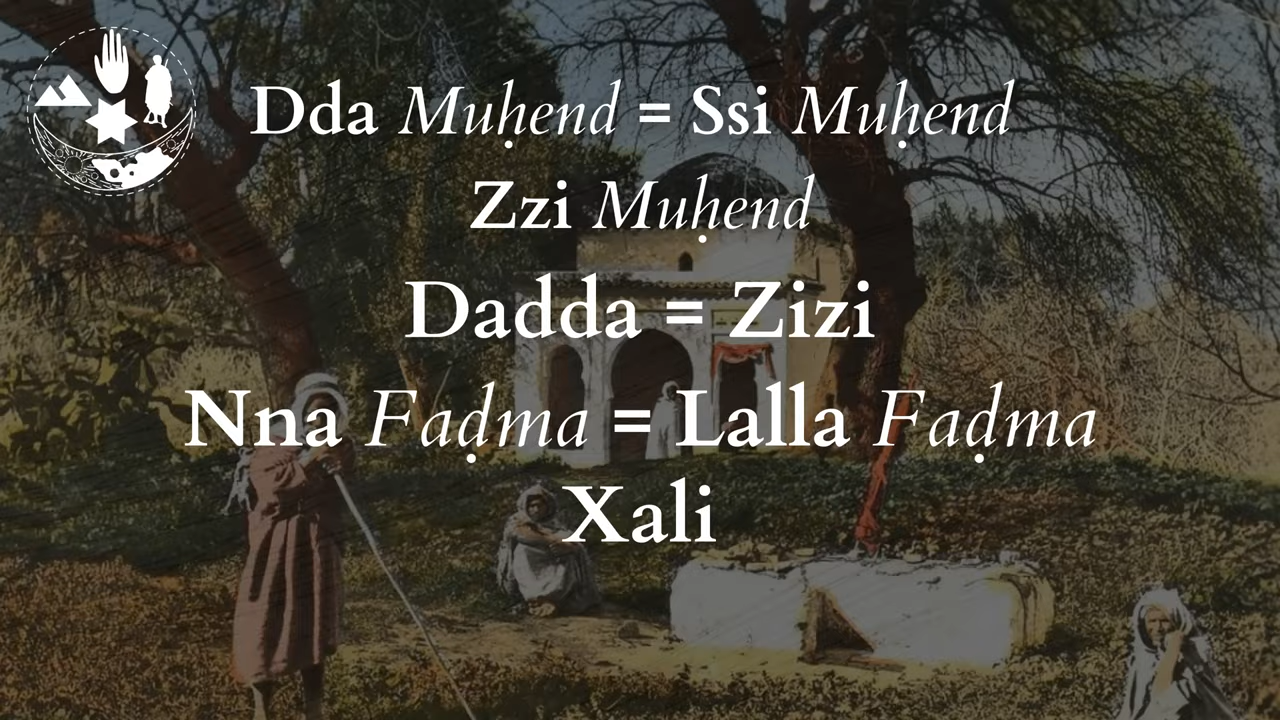 Dda Muḥend = Ssi Muḥend
Zzi Muḥend
Dadda = Zizi
Nna Faḍma = Lalla Faḍma
Xali